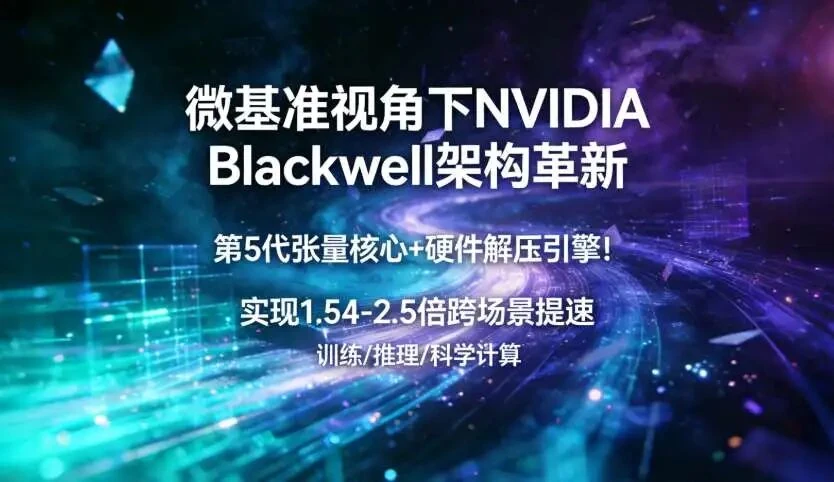 微基准视角下NVIDIA
Blackwell架构革新
第5代张量核心+硬件解压引擎！
实现1.54-2.5倍跨场景提速
训练/推理/科学计算